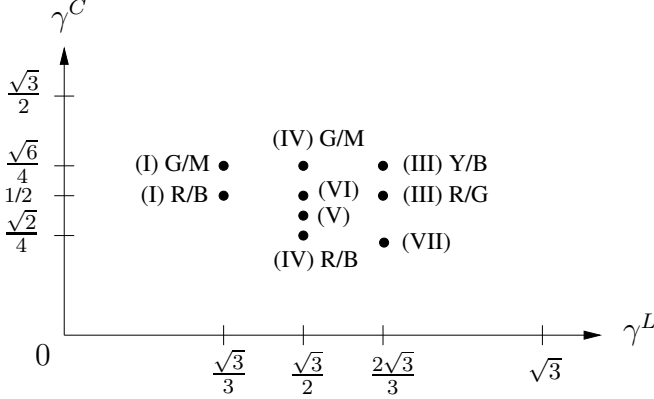 γ^C
√3/2
(IV) G/M
√6/4 (I) G/M (III) Y/B
1/2 (I) R/B (VI) (III) R/G
(V)
√2/4 (VII)
(IV) R/B
0 γ^L
√3/3 √3/2 2√3/3 √3